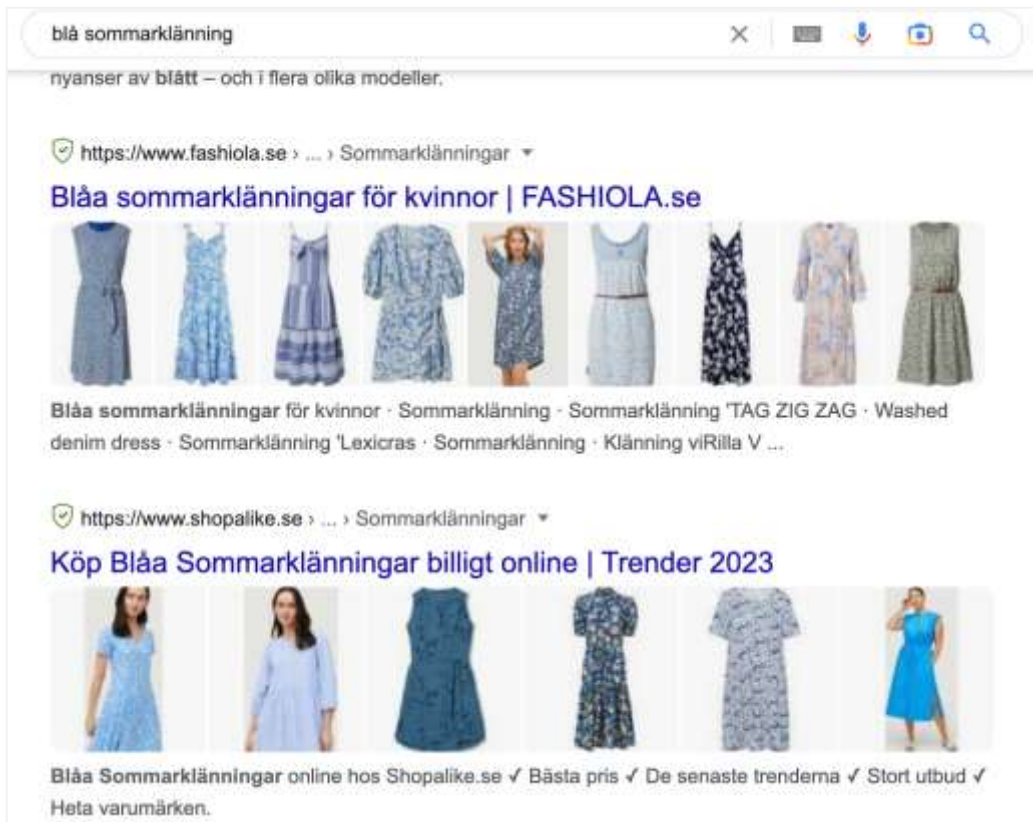 blå sommarklänning
nyanser av blått – och i flera olika modeller.
https://www.fashiola.se › ... › Sommarklänningar
Blåa sommarklänningar för kvinnor | FASHIOLA.se
Blåa sommarklänningar för kvinnor · Sommarklänning · Sommarklänning 'TAG ZIG ZAG · Washed
denim dress · Sommarklänning 'Lexicras · Sommarklänning · Klänning viRilla V ...
https://www.shopalike.se › ... › Sommarklänningar
Köp Blåa Sommarklänningar billigt online | Trender 2023
Blåa Sommarklänningar online hos Shopalike.se ✓ Bästa pris ✓ De senaste trenderna ✓ Stort utbud ✓
Heta varumärken.